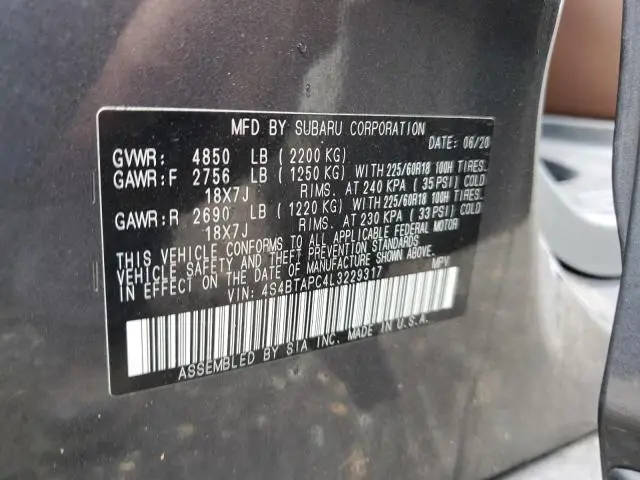 MFD BY SUBARU CORPORATION
DATE: 06/20
GVWR: 4850 LB (2200 KG)
GAWR:F 2756 LB (1250 KG) WITH 225/60R18 100H TIRES.
18X7J RIMS. AT 240 KPA (35 PSI) COLD
GAWR:R 2690 LB (1220 KG) WITH 225/60R18 100H TIRES.
18X7J RIMS. AT 230 KPA (33 PSI) COLD
THIS VEHICLE CONFORMS TO ALL APPLICABLE FEDERAL MOTOR
VEHICLE SAFETY AND THEFT PREVENTION STANDARDS
IN EFFECT ON THE DATE OF MANUFACTURE SHOWN ABOVE.
VIN: 4S4BTAPC4L3229317 MPV
ASSEMBLED BY SIA INC. MADE IN U.S.A.